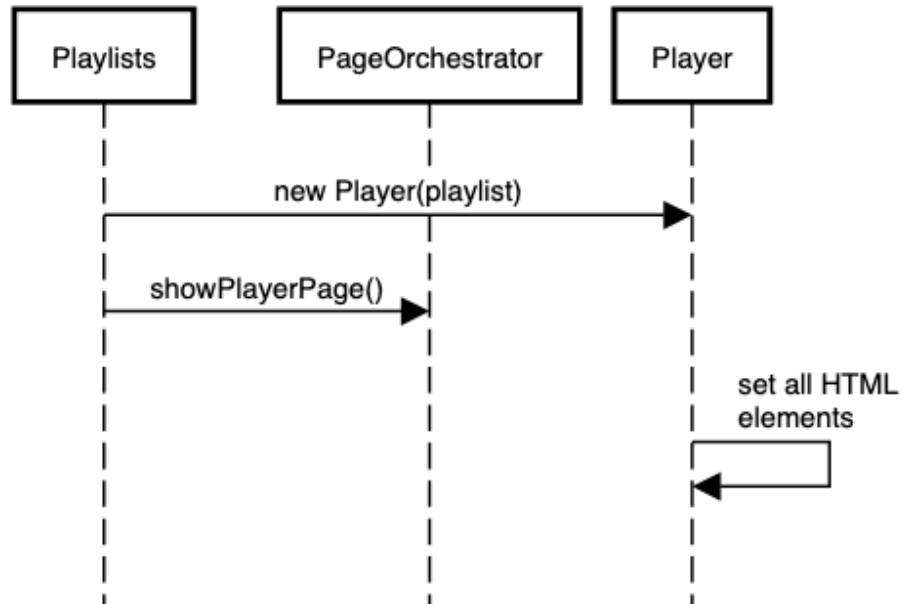 Playlists
PageOrchestrator
Player
new Player(playlist)
showPlayerPage()
set all HTML
elements